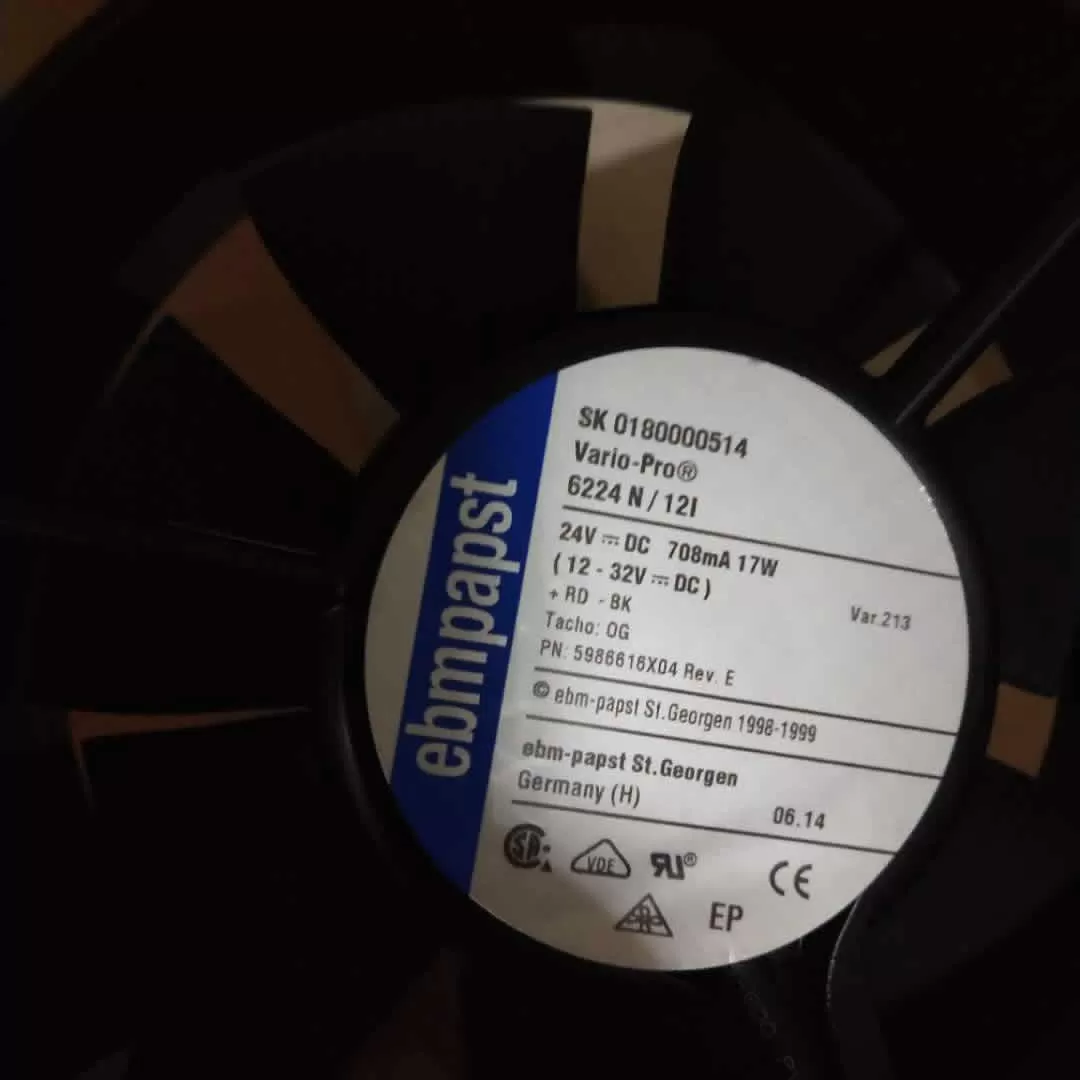 ebmpapst
SK 0180000514
Vario-Pro®
6224 N / 12I
24V ⎓ DC 708mA 17W
( 12 - 32V ⎓ DC )
+ RD - BK
Var.213
Tacho: OG
PN: 5986616X04 Rev. E
© ebm-papst St.Georgen 1998-1999
ebm-papst St.Georgen
Germany (H)
06.14
VDE
CE
EP